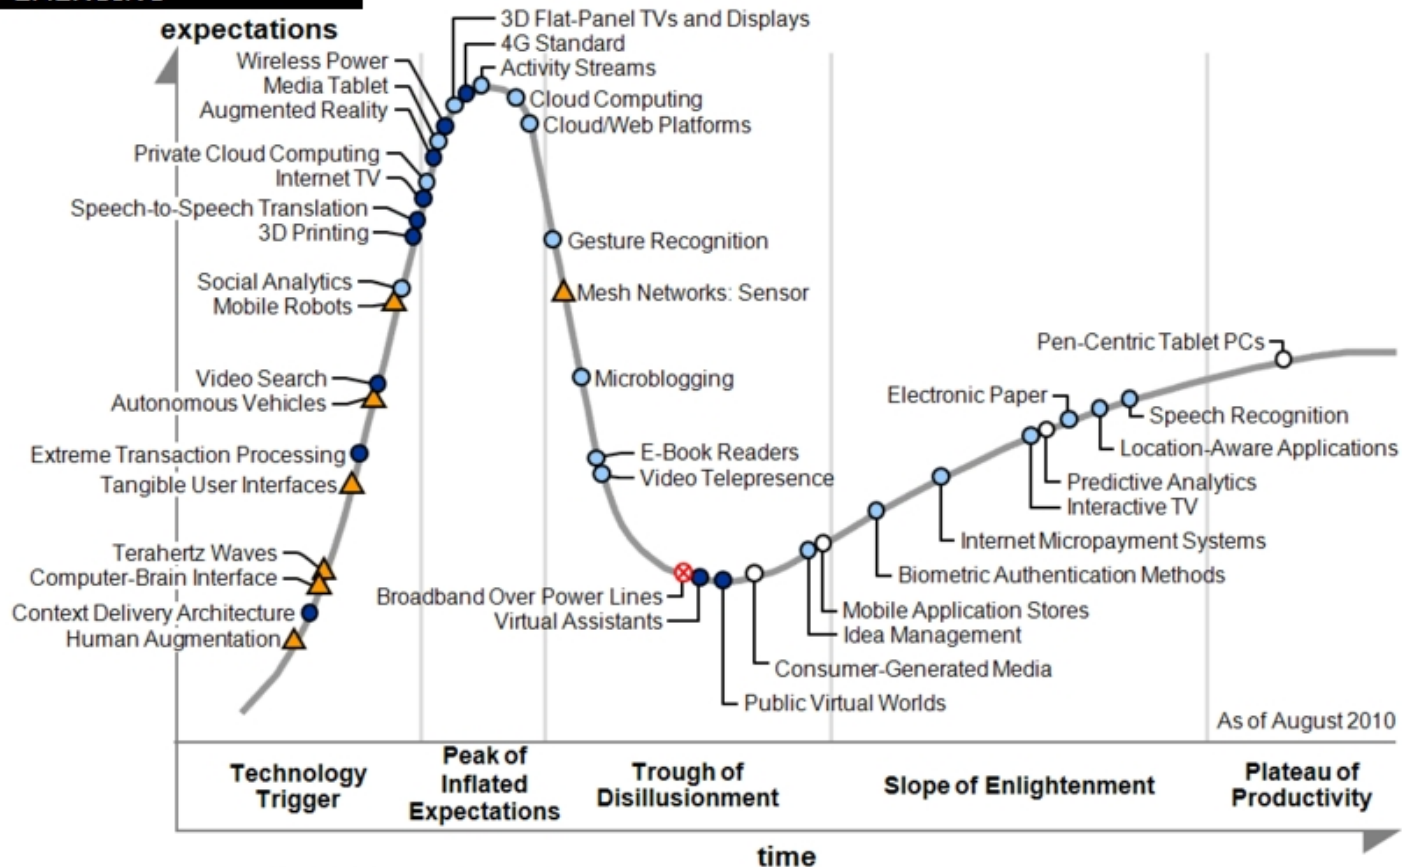 expectations
3D Flat-Panel TVs and Displays
4G Standard
Activity Streams
Wireless Power
Media Tablet
Augmented Reality
Cloud Computing
Cloud/Web Platforms
Private Cloud Computing
Internet TV
Speech-to-Speech Translation
3D Printing
Gesture Recognition
Social Analytics
Mobile Robots
Mesh Networks: Sensor
Pen-Centric Tablet PCs
Video Search
Autonomous Vehicles
Microblogging
Electronic Paper
Speech Recognition
Location-Aware Applications
Extreme Transaction Processing
Tangible User Interfaces
E-Book Readers
Video Telepresence
Predictive Analytics
Interactive TV
Internet Micropayment Systems
Terahertz Waves
Computer-Brain Interface
Context Delivery Architecture
Human Augmentation
Broadband Over Power Lines
Virtual Assistants
Biometric Authentication Methods
Mobile Application Stores
Idea Management
Consumer-Generated Media
Public Virtual Worlds
As of August 2010
Technology
Trigger
Peak of
Inflated
Expectations
Trough of
Disillusionment
Slope of Enlightenment
Plateau of
Productivity
time